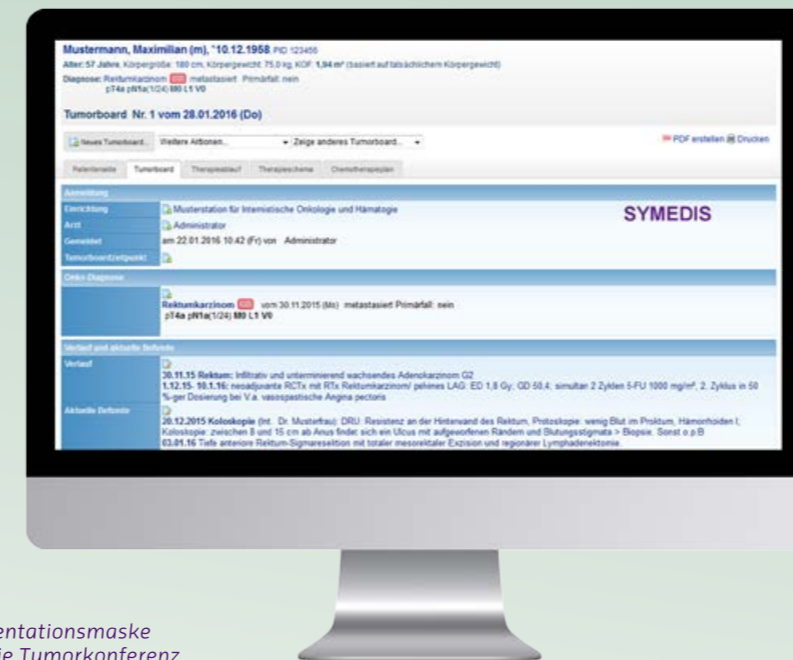 Mustermann, Maximilian (m), *10.12.1958 PID 123456
Alter: 57 Jahre, Körpergröße: 180 cm, Körpergewicht: 75,0 kg, KOF: 1,94 m² (basiert auf tatsächlichem Körpergewicht)
Diagnose: Rektumkarzinom metastasiert Primärfall: nein
pT4a pN1a(1/24) M0 L1 V0
Tumorboard Nr. 1 vom 28.01.2016 (Do)
Neues Tumorboard... Weitere Aktionen... Zeige anderes Tumorboard... PDF erstellen Drucken
Patientenseite Tumorboard Therapieablauf Therapieschema Chemotherapieplan
Anmeldung
Einrichtung Musterstation für Internistische Onkologie und Hämatogie
SYMEDIS
Arzt Administrator
Gemeldet am 22.01.2016 10:42 (Fr) von Administrator
Tumorboardzeitpunkt
Onko-Diagnose
Rektumkarzinom vom 30.11.2015 (Mo) metastasiert Primärfall: nein
pT4a pN1a(1/24) M0 L1 V0
Verlauf und aktuelle Befunde
Verlauf
30.11.15 Rektum: Infiltrativ und unterminierend wachsendes Adenokarzinom G2
1.12.15- 10.1.16: neoadjuvante RCTx mit RTx Rektumkarzinom/ pelvines LAG: ED 1,8 Gy; GD 50,4; simultan 2 Zyklen 5-FU 1000 mg/m², 2. Zyklus in 50
%-ger Dosierung bei V.a. vasospastische Angina pectoris
Aktuelle Befunde
20.12.2015 Koloskopie (Int. Dr. Musterfrau): DRU: Resistenz an der Hinterwand des Rektum, Protoskopie: wenig Blut im Proktum, Hämorrhoiden I;
Koloskopie: zwischen 8 und 15 cm ab Anus findet sich ein Ulcus mit aufgeworfenen Rändern und Blutungsstigmata > Biopsie. Sonst o.p.B
03.01.16 Tiefe anteriore Rektum-Sigmaresektion mit totaler mesorektaler Exzision und regionärer Lymphadenektomie.
entationsmaske
ie Tumorkonferenz